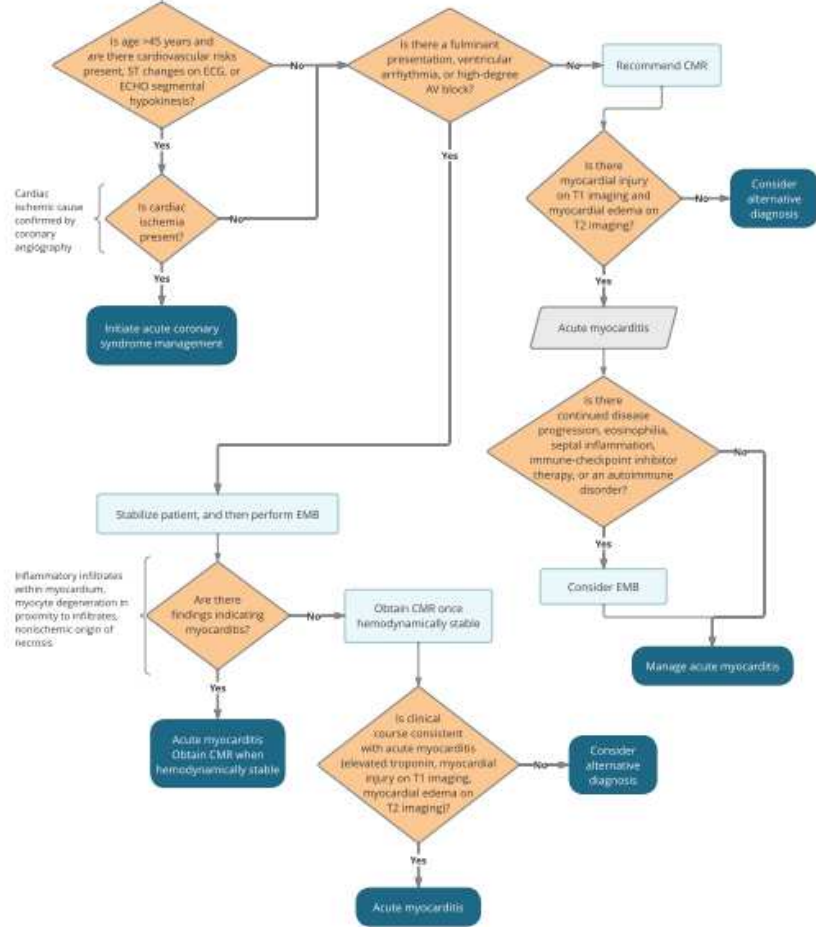 Is age >45 years and
are there cardiovascular risks
present, ST changes on ECG, or
ECHO segmental
hypokinesis?
No
Is there a fulminant
presentation, ventricular
arrhythmia, or high-degree
AV block?
No
Recommend CMR
Yes
Yes
Cardiac
ischemic cause
confirmed by
coronary
angiography
Is cardiac
ischemia
present?
No
Is there
myocardial injury
on T1 imaging and
myocardial edema on
T2 imaging?
No
Consider
alternative
diagnosis
Yes
Yes
Initiate acute coronary
syndrome management
Acute myocarditis
Is there
continued disease
progression, eosinophilia,
septal inflammation,
immune-checkpoint inhibitor
therapy, or an autoimmune
disorder?
No
Yes
Consider EMB
Manage acute myocarditis
Stabilize patient, and then perform EMB
Inflammatory infiltrates
within myocardium,
myocyte degeneration in
proximity to infiltrates,
nonischemic origin of
necrosis
Are there
findings indicating
myocarditis?
No
Obtain CMR once
hemodynamically stable
Yes
Acute myocarditis
Obtain CMR when
hemodynamically stable
Is clinical
course consistent
with acute myocarditis
(elevated troponin, myocardial
injury on T1 imaging,
myocardial edema on
T2 imaging)?
No
Consider
alternative
diagnosis
Yes
Acute myocarditis